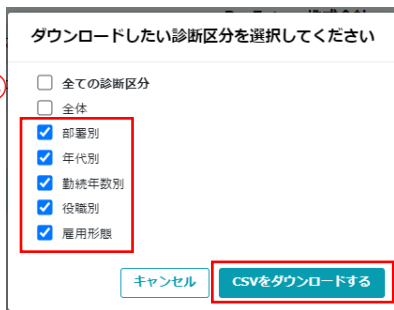 ダウンロードしたい診断区分を選択してください
全ての診断区分
全体
部署別
年代別
勤続年数別
役職別
雇用形態
キャンセル
CSVをダウンロードする